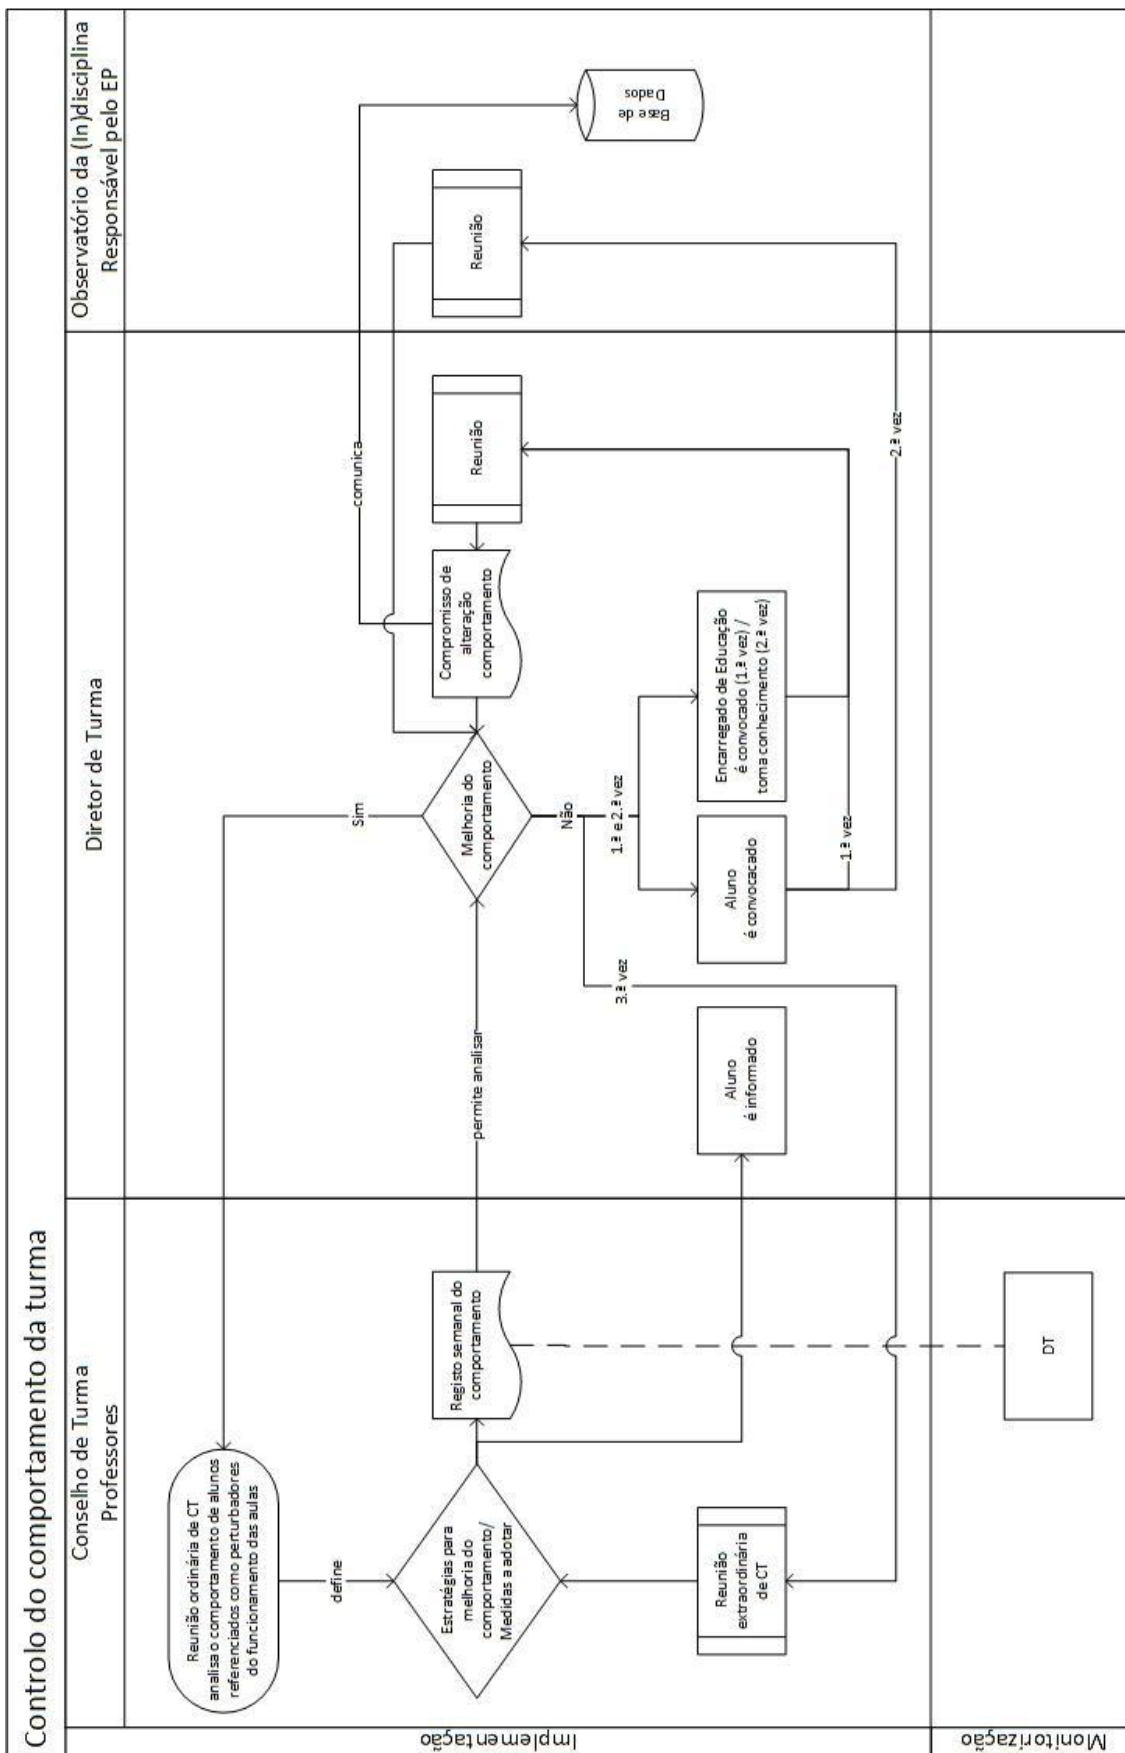 Controlo do comportamento da turma
Conselho de Turma
Professores
Diretor de Turma
Observatório da (In)disciplina
Responsável pelo EP
Implementação
Monitorização
Reunião ordinária de CT
analisa o comportamento de alunos
referenciados como perturbadores
do funcionamento das aulas
define
Estratégias para
melhoria do
comportamento/
Medidas a adotar
Registo semanal do
comportamento
Reunião
extraordinária
de CT
DT
Sim
permite analisar
Melhoria do
comportamento
Não
3.ª vez
1.ª e 2.ª vez
Aluno
é informado
Aluno
é convocacado
Encarregado de Educação
é convocado (1.ª vez) /
toma conhecimento (2.ª vez)
1.ª vez
2.ª vez
Compromisso de
alteração
comportamento
comunica
Reunião
Reunião
Base de
Dados